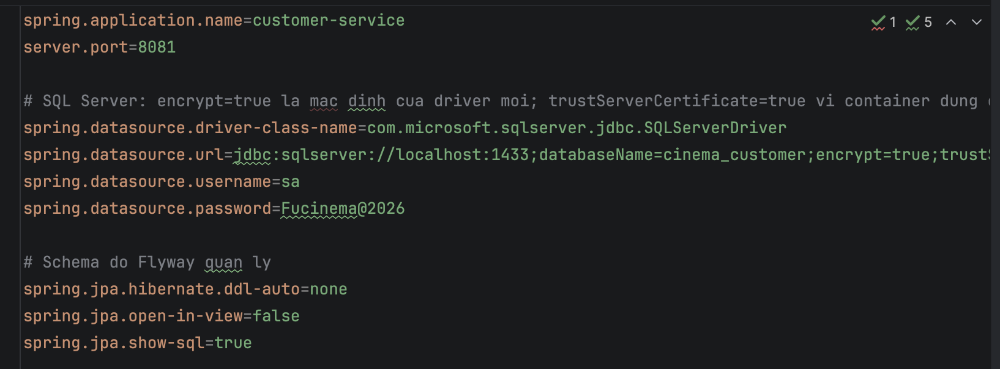 spring.application.name=customer-service
1 5
server.port=8081
# SQL Server: encrypt=true la mac dinh cua driver moi; trustServerCertificate=true vi container dung
spring.datasource.driver-class-name=com.microsoft.sqlserver.jdbc.SQLServerDriver
spring.datasource.url=jdbc:sqlserver://localhost:1433;databaseName=cinema_customer;encrypt=true;trust
spring.datasource.username=sa
spring.datasource.password=Fucinema@2026
# Schema do Flyway quan ly
spring.jpa.hibernate.ddl-auto=none
spring.jpa.open-in-view=false
spring.jpa.show-sql=true